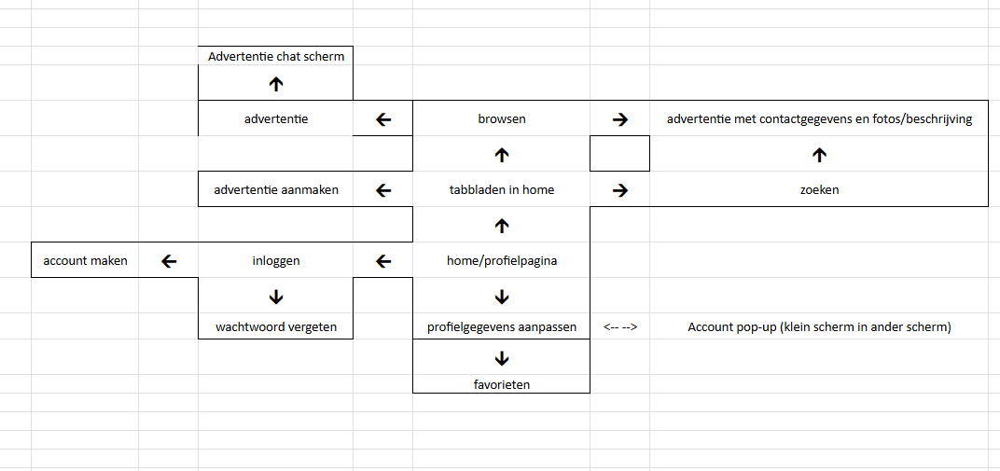 Advertentie chat scherm
🡱
advertentie 🡰 browsen 🡲 advertentie met contactgegevens en fotos/beschrijving
🡱 🡱
advertentie aanmaken 🡰 tabbladen in home 🡲 zoeken
🡱
account maken 🡰 inloggen 🡰 home/profielpagina
🡳 🡳
wachtwoord vergeten profielgegevens aanpassen <-- --> Account pop-up (klein scherm in ander scherm)
🡳
favorieten